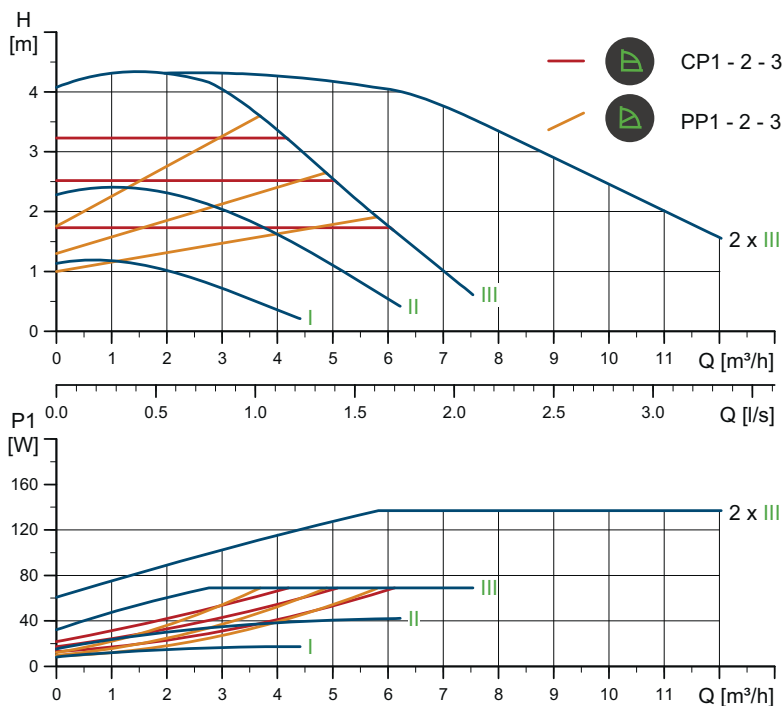 H
[m]
CP1 - 2 - 3
PP1 - 2 - 3
4
3
2
1
0
2 x III
III
II
I
0 1 2 3 4 5 6 7 8 9 10 11 Q [m³/h]
0.0 0.5 1.0 1.5 2.0 2.5 3.0 Q [l/s]
P1
[W]
160
120
80
40
0
2 x III
III
II
I
0 1 2 3 4 5 6 7 8 9 10 11 Q [m³/h]